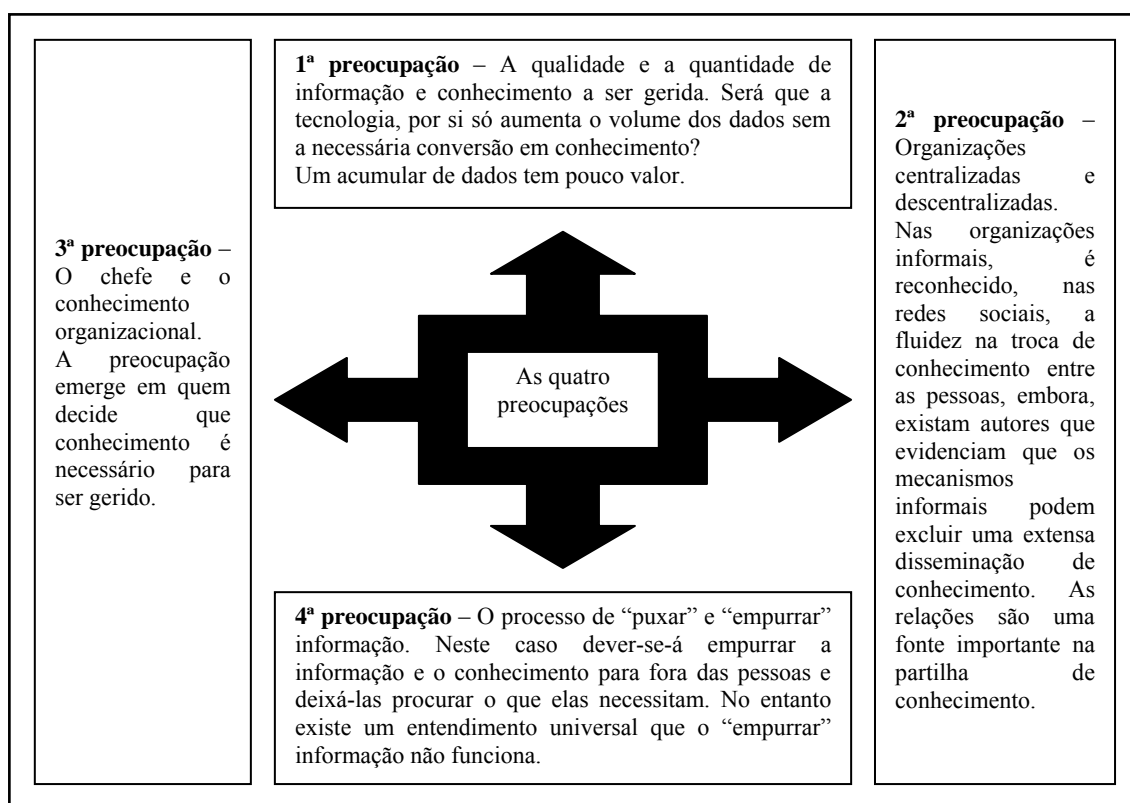 1ª preocupação – A qualidade e a quantidade de
informação e conhecimento a ser gerida. Será que a
tecnologia, por si só aumenta o volume dos dados sem
a necessária conversão em conhecimento?
Um acumular de dados tem pouco valor.
2ª preocupação –
Organizações
centralizadas e
descentralizadas.
Nas organizações
informais, é
reconhecido, nas
redes sociais, a
fluidez na troca de
conhecimento entre
as pessoas, embora,
existam autores que
evidenciam que os
mecanismos
informais podem
excluir uma extensa
disseminação de
conhecimento. As
relações são uma
fonte importante na
partilha de
conhecimento.
3ª preocupação –
O chefe e o
conhecimento
organizacional.
A preocupação
emerge em quem
decide que
conhecimento é
necessário para
ser gerido.
As quatro
preocupações
4ª preocupação – O processo de “puxar” e “empurrar”
informação. Neste caso dever-se-á empurrar a
informação e o conhecimento para fora das pessoas e
deixá-las procurar o que elas necessitam. No entanto
existe um entendimento universal que o “empurrar”
informação não funciona.